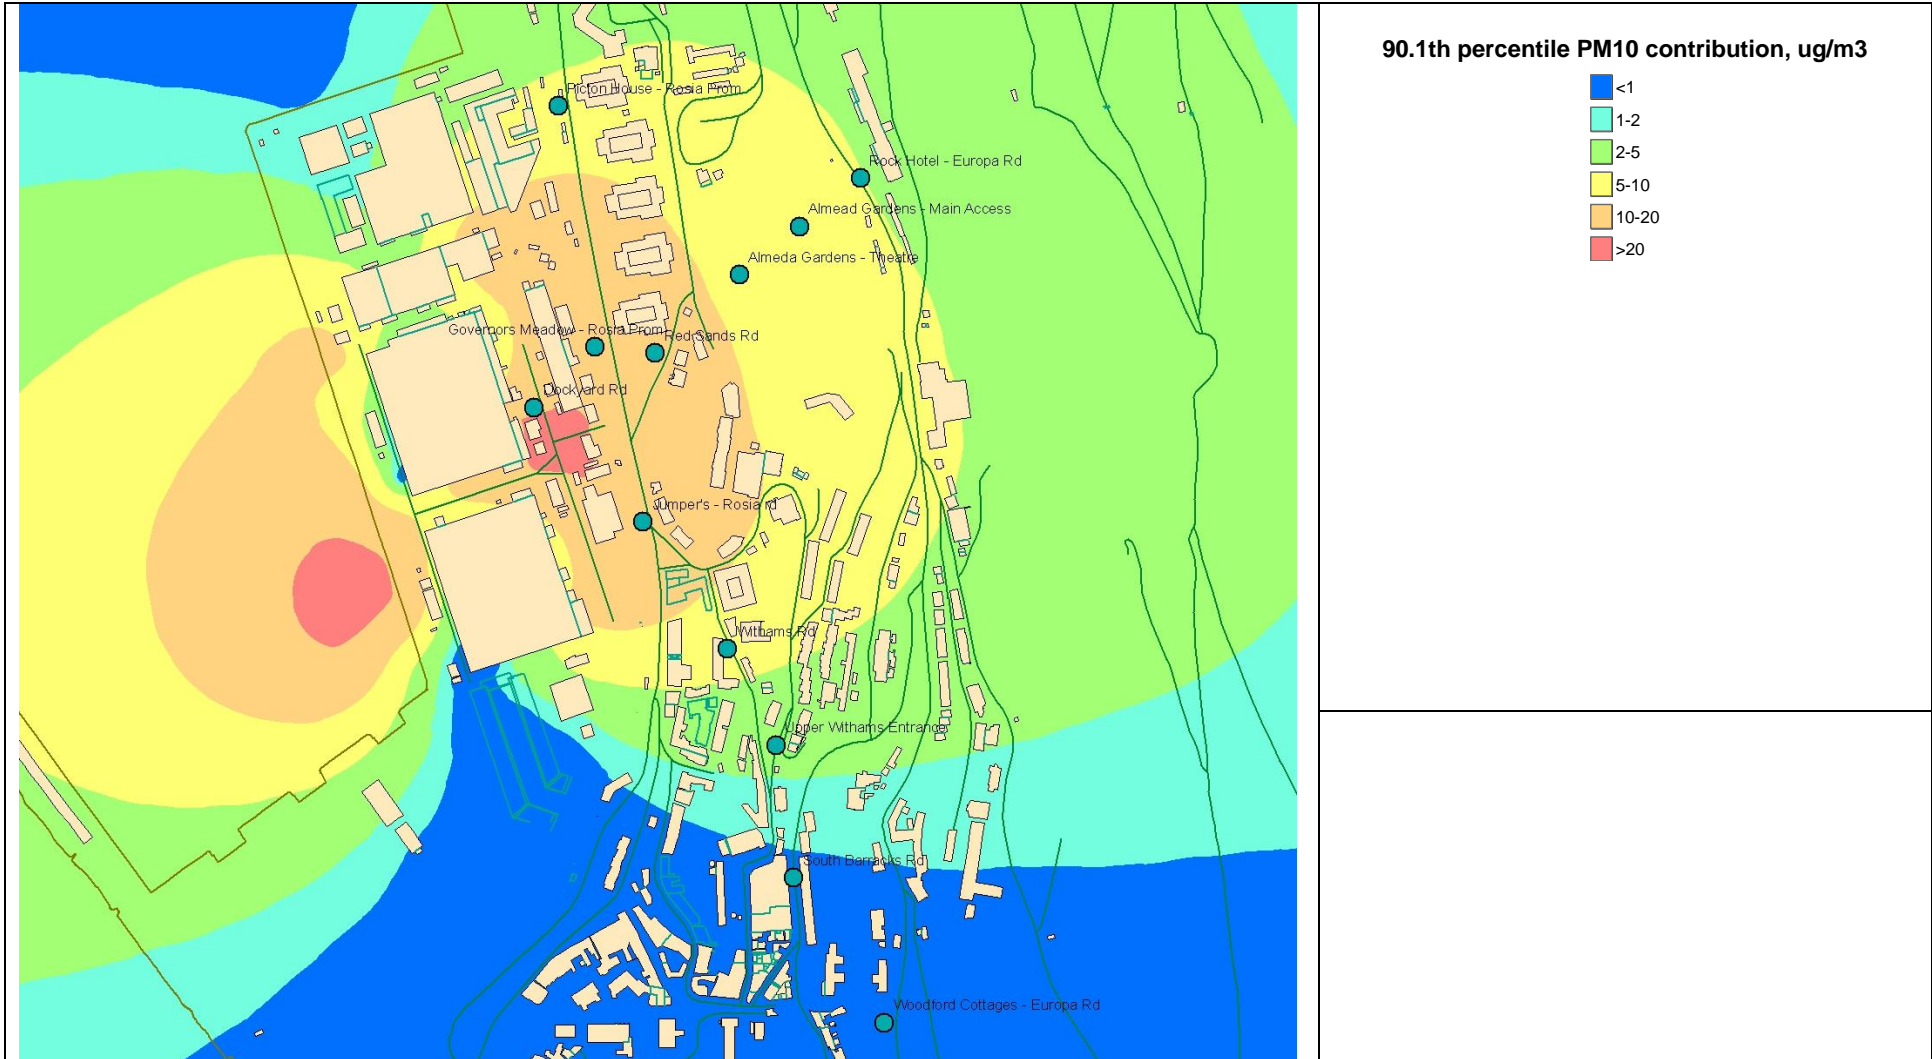 90.1th percentile PM10 contribution, ug/m3
<1
1-2
2-5
5-10
10-20
>20
Picton House - Rosia Prom
Rock Hotel - Europa Rd
Almead Gardens - Main Access
Almeda Gardens - Theatre
Governors Meadow - Rosia Prom
Red Sands Rd
Dockyard Rd
Jumper's - Rosia rd
Withams Rd
Upper Withams Entrance
South Barracks Rd
Woodford Cottages - Europa Rd